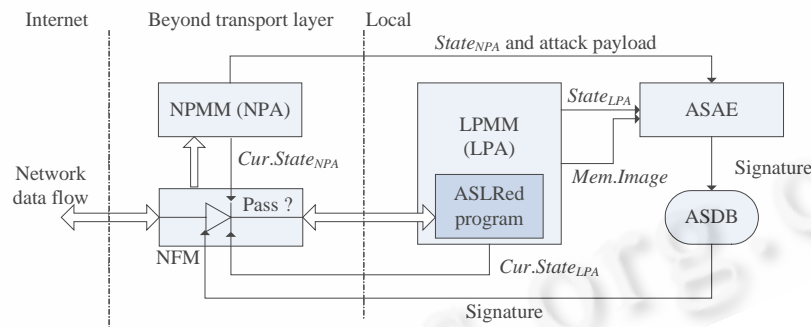 Internet
Beyond transport layer
Local
State_NPA and attack payload
NPMM (NPA)
State_LPA
ASAE
LPMM
(LPA)
Cur.State_NPA
Mem.Image
Signature
Network
data flow
Pass ?
ASLRed
program
ASDB
NFM
Cur.State_LPA
Signature